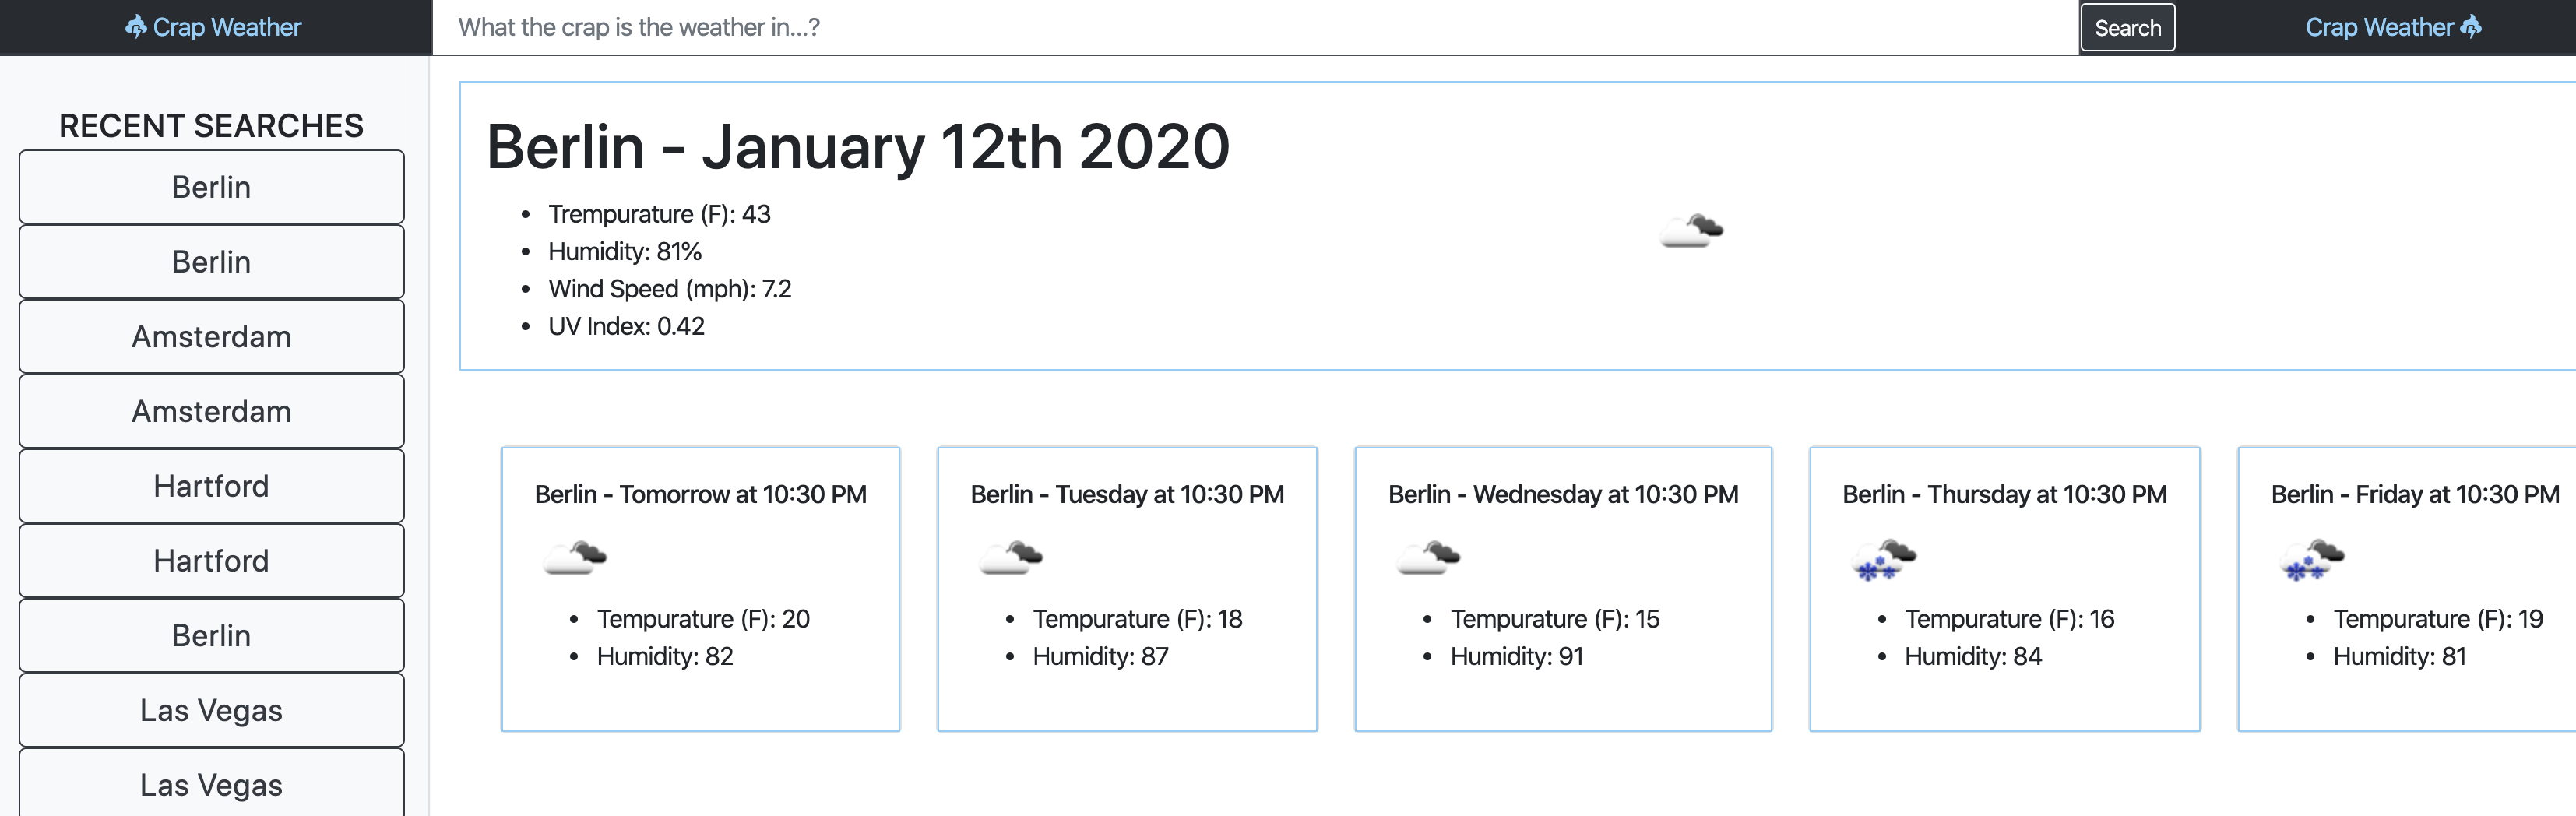 Crap Weather
What the crap is the weather in...?
Search
Crap Weather
RECENT SEARCHES
Berlin
Berlin
Amsterdam
Amsterdam
Hartford
Hartford
Berlin
Las Vegas
Las Vegas
Berlin - January 12th 2020
Trempurature (F): 43
Humidity: 81%
Wind Speed (mph): 7.2
UV Index: 0.42
Berlin - Tomorrow at 10:30 PM
Tempurature (F): 20
Humidity: 82
Berlin - Tuesday at 10:30 PM
Tempurature (F): 18
Humidity: 87
Berlin - Wednesday at 10:30 PM
Tempurature (F): 15
Humidity: 91
Berlin - Thursday at 10:30 PM
Tempurature (F): 16
Humidity: 84
Berlin - Friday at 10:30 PM
Tempurature (F): 19
Humidity: 81